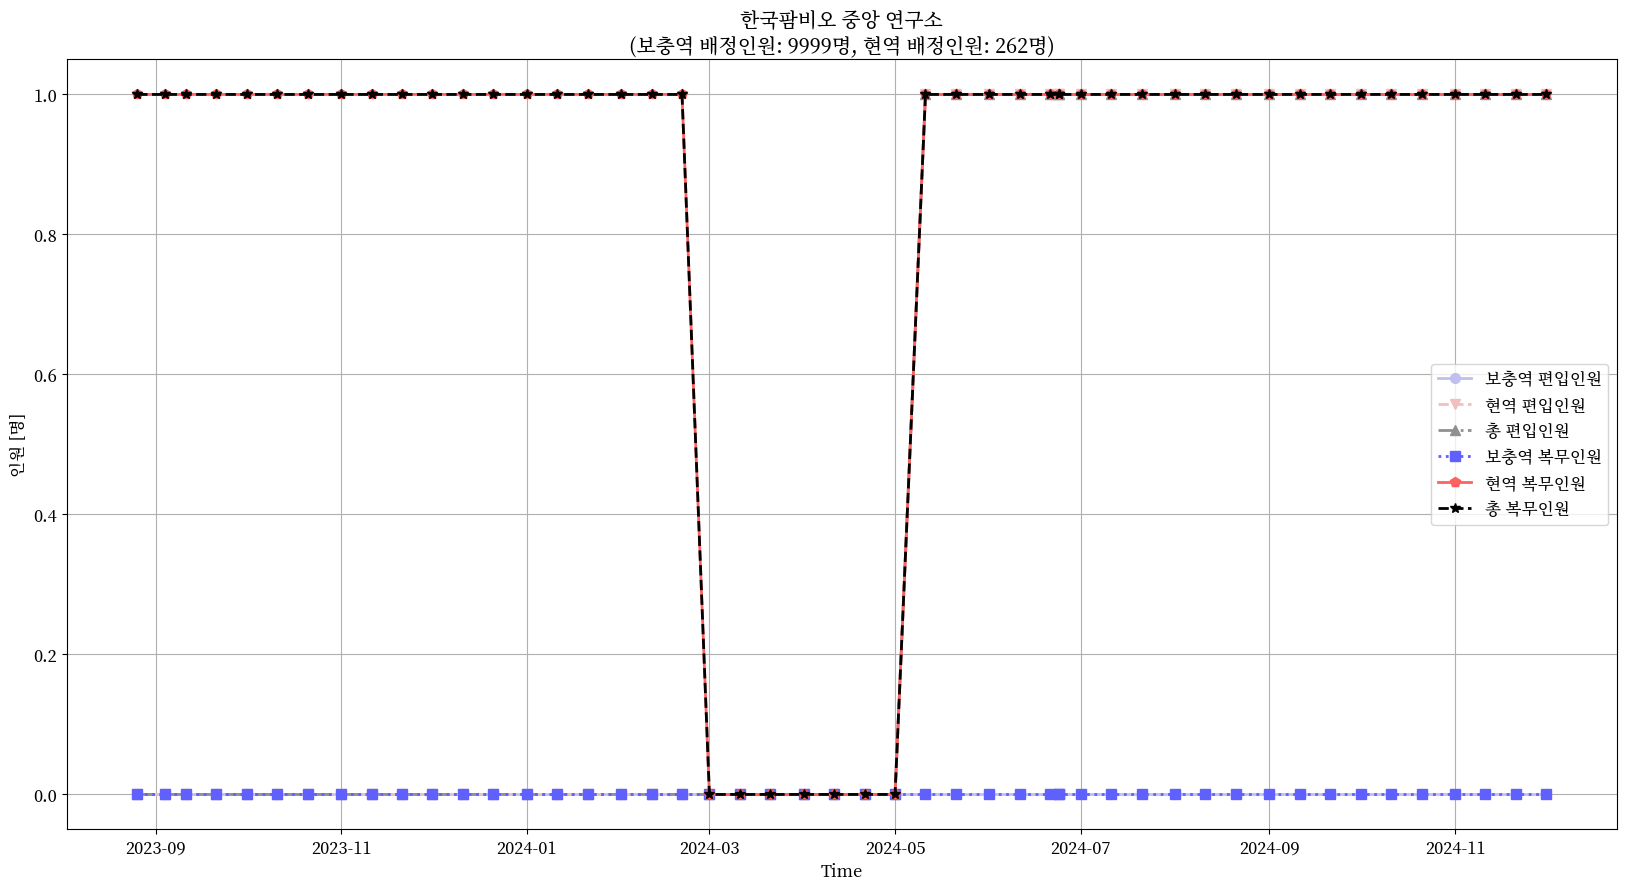 한국팜비오 중앙 연구소
(보충역 배정인원: 9999명, 현역 배정인원: 262명)
인원 [명]
1.0
0.8
0.6
0.4
0.2
0.0
보충역 편입인원
현역 편입인원
총 편입인원
보충역 복무인원
현역 복무인원
총 복무인원
2023-09
2023-11
2024-01
2024-03
2024-05
2024-07
2024-09
2024-11
Time